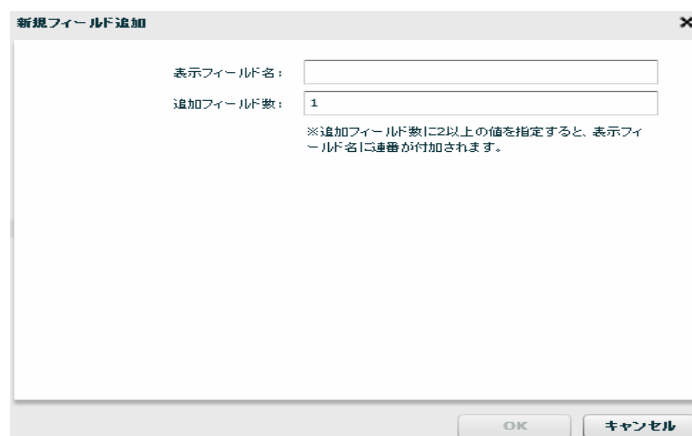 新規フィールド追加
表示フィールド名：
追加フィールド数： 1
※追加フィールド数に2以上の値を指定すると、表示フィ
ールド名に連番が付加されます。
OK キャンセル